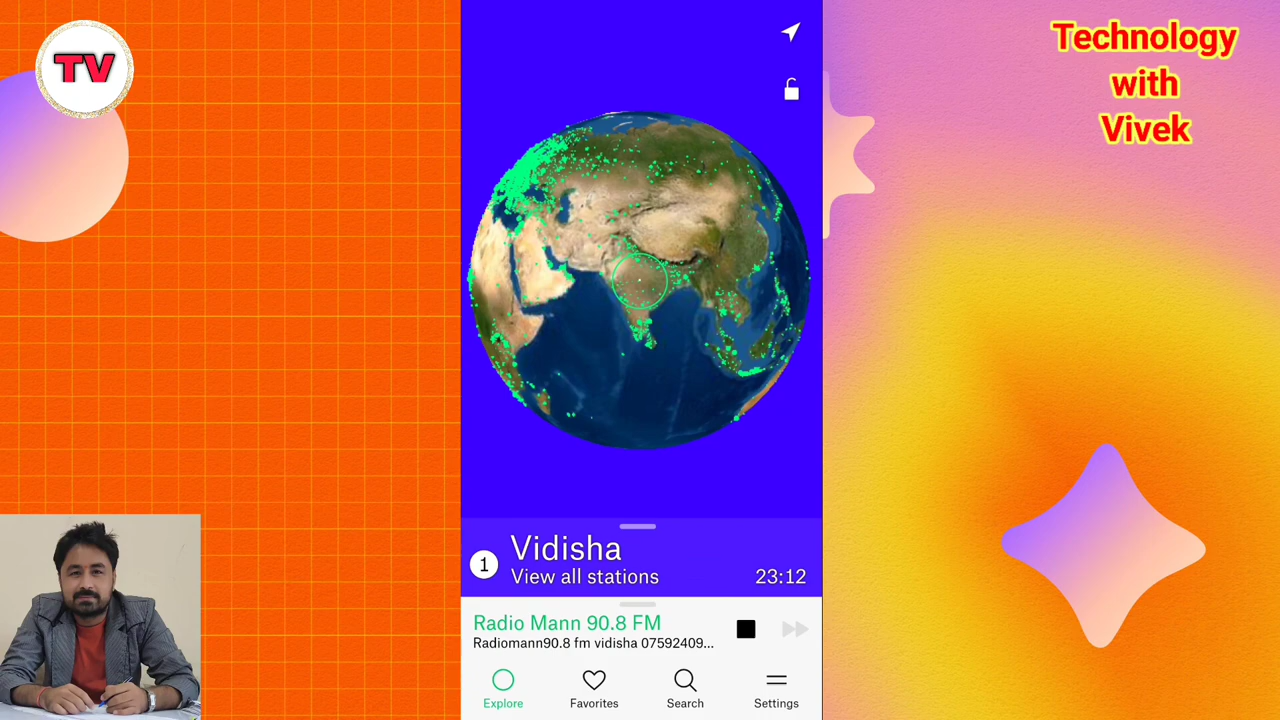 TV
Technology
with
Vivek
1
Vidisha
View all stations
23:12
Radio Mann 90.8 FM
Radiomann90.8 fm vidisha 07592409...
Explore
Favorites
Search
Settings